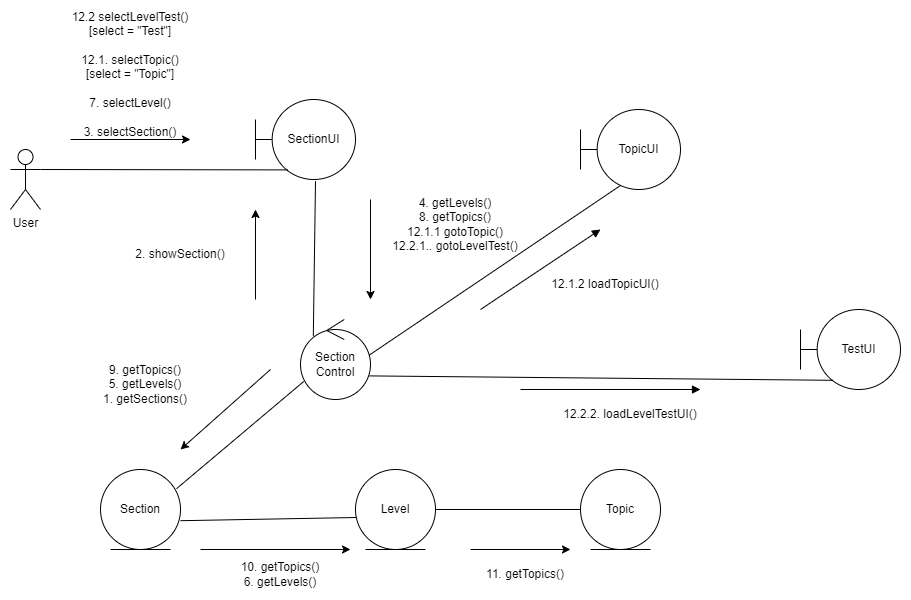 12.2 selectLevelTest()
[select = "Test"]
12.1. selectTopic()
[select = "Topic"]
7. selectLevel()
3. selectSection()
SectionUI
TopicUI
User
4. getLevels()
8. getTopics()
12.1.1 gotoTopic()
12.2.1.. gotoLevelTest()
2. showSection()
12.1.2 loadTopicUI()
Section
Control
TestUI
9. getTopics()
5. getLevels()
1. getSections()
12.2.2. loadLevelTestUI()
Section
Level
Topic
10. getTopics()
6. getLevels()
11. getTopics()